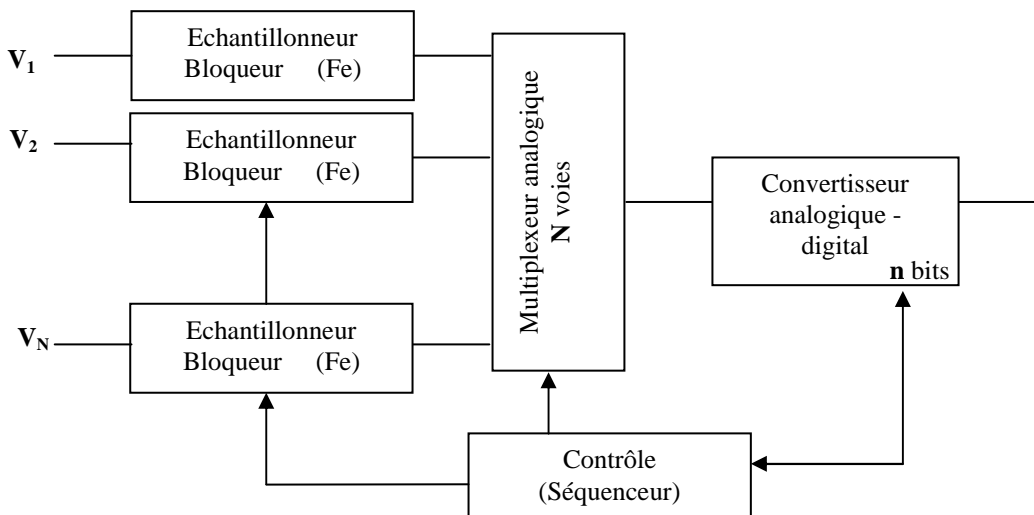 V1
Echantillonneur
Bloqueur (Fe)
V2
Echantillonneur
Bloqueur (Fe)
VN
Echantillonneur
Bloqueur (Fe)
Multiplexeur analogique
N voies
Convertisseur
analogique -
digital
n bits
Contrôle
(Séquenceur)